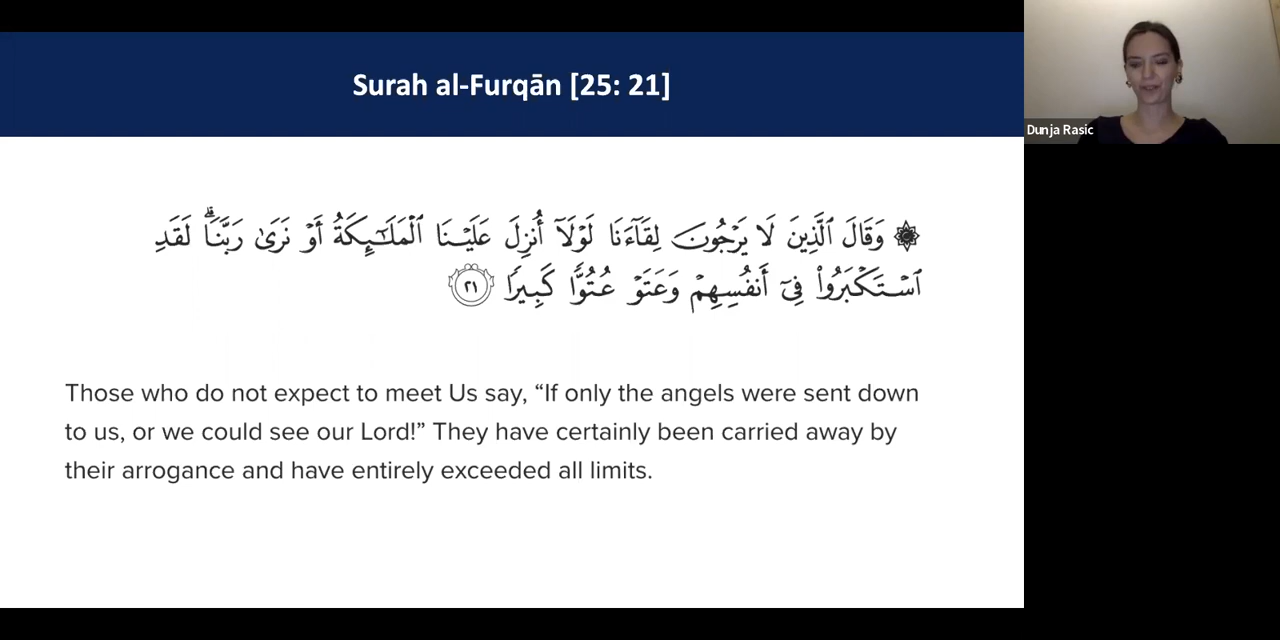 Surah al-Furqān [25: 21]
۞ وَقَالَ ٱلَّذِينَ لَا يَرْجُونَ لِقَآءَنَا لَوْلَآ أُنزِلَ عَلَيْنَا ٱلْمَلَـٰٓئِكَةُ أَوْ نَرَىٰ رَبَّنَا ۗ لَقَدِ
ٱسْتَكْبَرُوا۟ فِىٓ أَنفُسِهِمْ وَعَتَوْ عُتُوًّۭا كَبِيرًۭا ٢١
Those who do not expect to meet Us say, “If only the angels were sent down
to us, or we could see our Lord!” They have certainly been carried away by
their arrogance and have entirely exceeded all limits.
Dunja Rasic